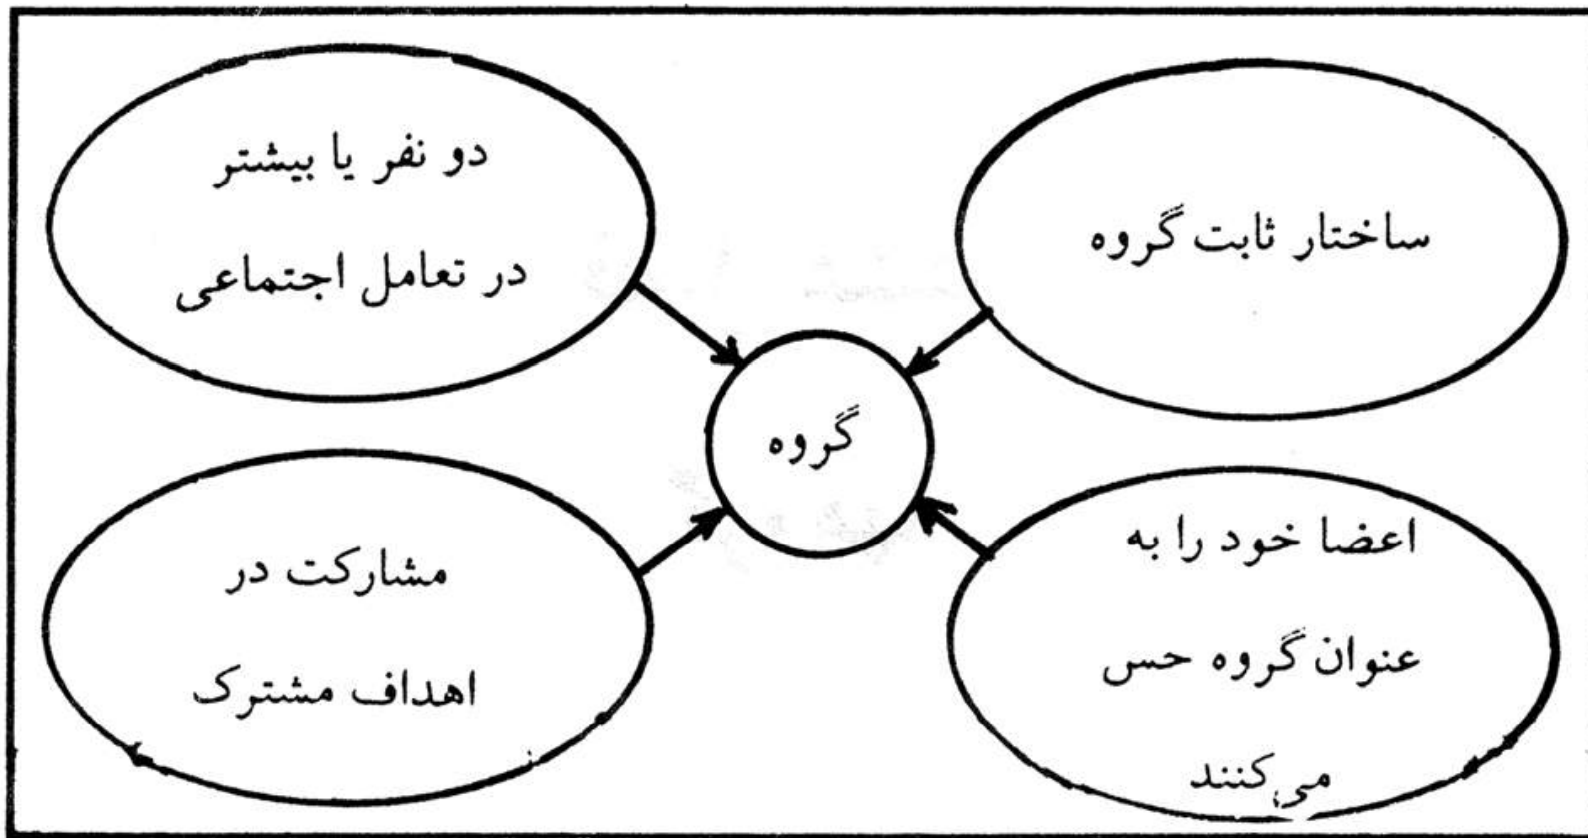 ساختار ثابت گروه
دو نفر یا بیشتر
در تعامل اجتماعی
گروه
اعضا خود را به
عنوان گروه حس
می‌کنند
مشارکت در
اهداف مشترک